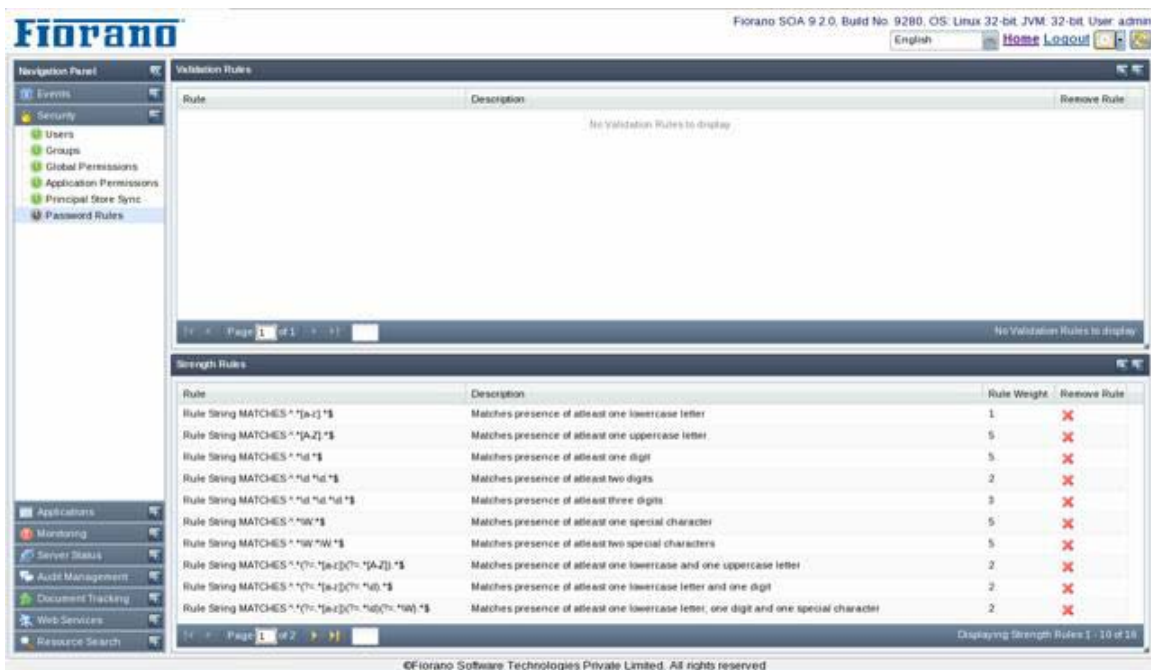 Fiorano
Fiorano SOA 9.2.0, Build No. 9280, OS: Linux 32-bit, JVM: 32-bit, User: admin
English Home Logout
Navigation Panel
Events
Security
Users
Groups
Global Permissions
Application Permissions
Principal Store Sync
Password Rules
Applications
Monitoring
Server Status
Audit Management
Document Tracking
Web Services
Resource Search
Validation Rules
Rule Description Remove Rule
No Validation Rules to display
Page 1 of 1 No Validation Rules to display
Strength Rules
Rule Description Rule Weight Remove Rule
Rule String MATCHES ^.*[a-z].*$ Matches presence of atleast one lowercase letter 1
Rule String MATCHES ^.*[A-Z].*$ Matches presence of atleast one uppercase letter 5
Rule String MATCHES ^.*\d.*$ Matches presence of atleast one digit 5
Rule String MATCHES ^.*\d.*\d.*$ Matches presence of atleast two digits 2
Rule String MATCHES ^.*\d.*\d.*\d.*$ Matches presence of atleast three digits 3
Rule String MATCHES ^.*\W.*$ Matches presence of atleast one special character 5
Rule String MATCHES ^.*\W.*\W.*$ Matches presence of atleast two special characters 5
Rule String MATCHES ^.*(?=.*[a-z])(?=.*[A-Z]).*$ Matches presence of atleast one lowercase and one uppercase letter 2
Rule String MATCHES ^.*(?=.*[a-z])(?=.*\d).*$ Matches presence of atleast one lowercase letter and one digit 2
Rule String MATCHES ^.*(?=.*[a-z])(?=.*\d)(?=.*\W).*$ Matches presence of atleast one lowercase letter, one digit and one special character 2
Page 1 of 2 Displaying Strength Rules 1 - 10 of 16
©Fiorano Software Technologies Private Limited. All rights reserved